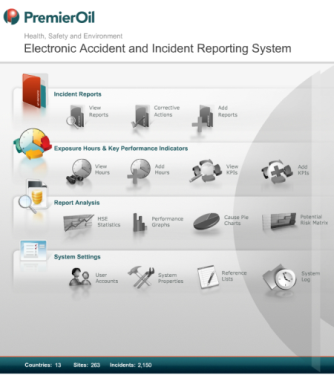 PremierOil
Health, Safety and Environment
Electronic Accident and Incident Reporting System
Incident Reports
View Reports
Corrective Actions
Add Reports
Exposure Hours & Key Performance Indicators
View Hours
Add Hours
View KPIs
Add KPIs
Report Analysis
HSE Statistics
Performance Graphs
Cause Pie Charts
Potential Risk Matrix
System Settings
User Accounts
System Properties
Reference Lists
System Log
Countries: 13 Sites: 263 Incidents: 2,150